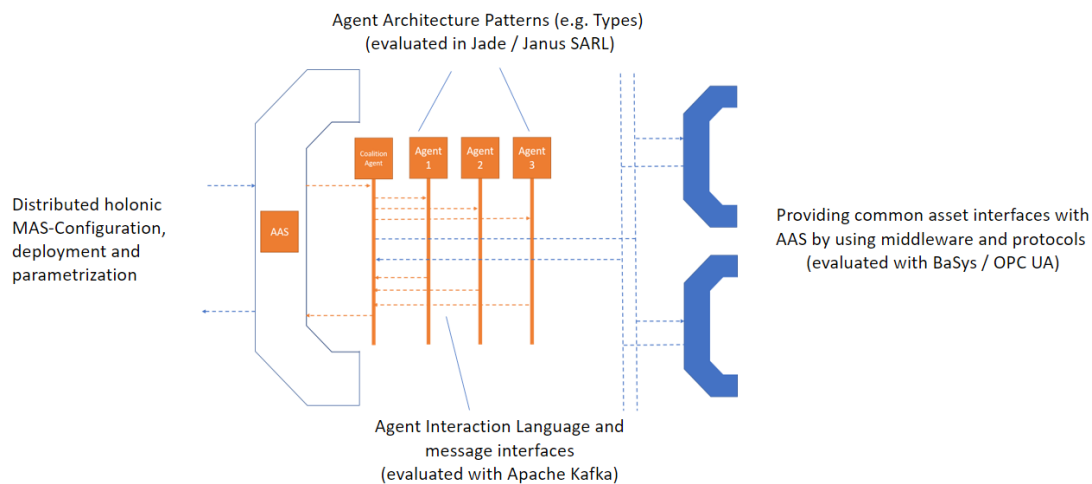 Agent Architecture Patterns (e.g. Types)
(evaluated in Jade / Janus SARL)
Coalition
Agent
Agent
1
Agent
2
Agent
3
Distributed holonic
MAS-Configuration,
deployment and
parametrization
AAS
Providing common asset interfaces with
AAS by using middleware and protocols
(evaluated with BaSys / OPC UA)
Agent Interaction Language and
message interfaces
(evaluated with Apache Kafka)